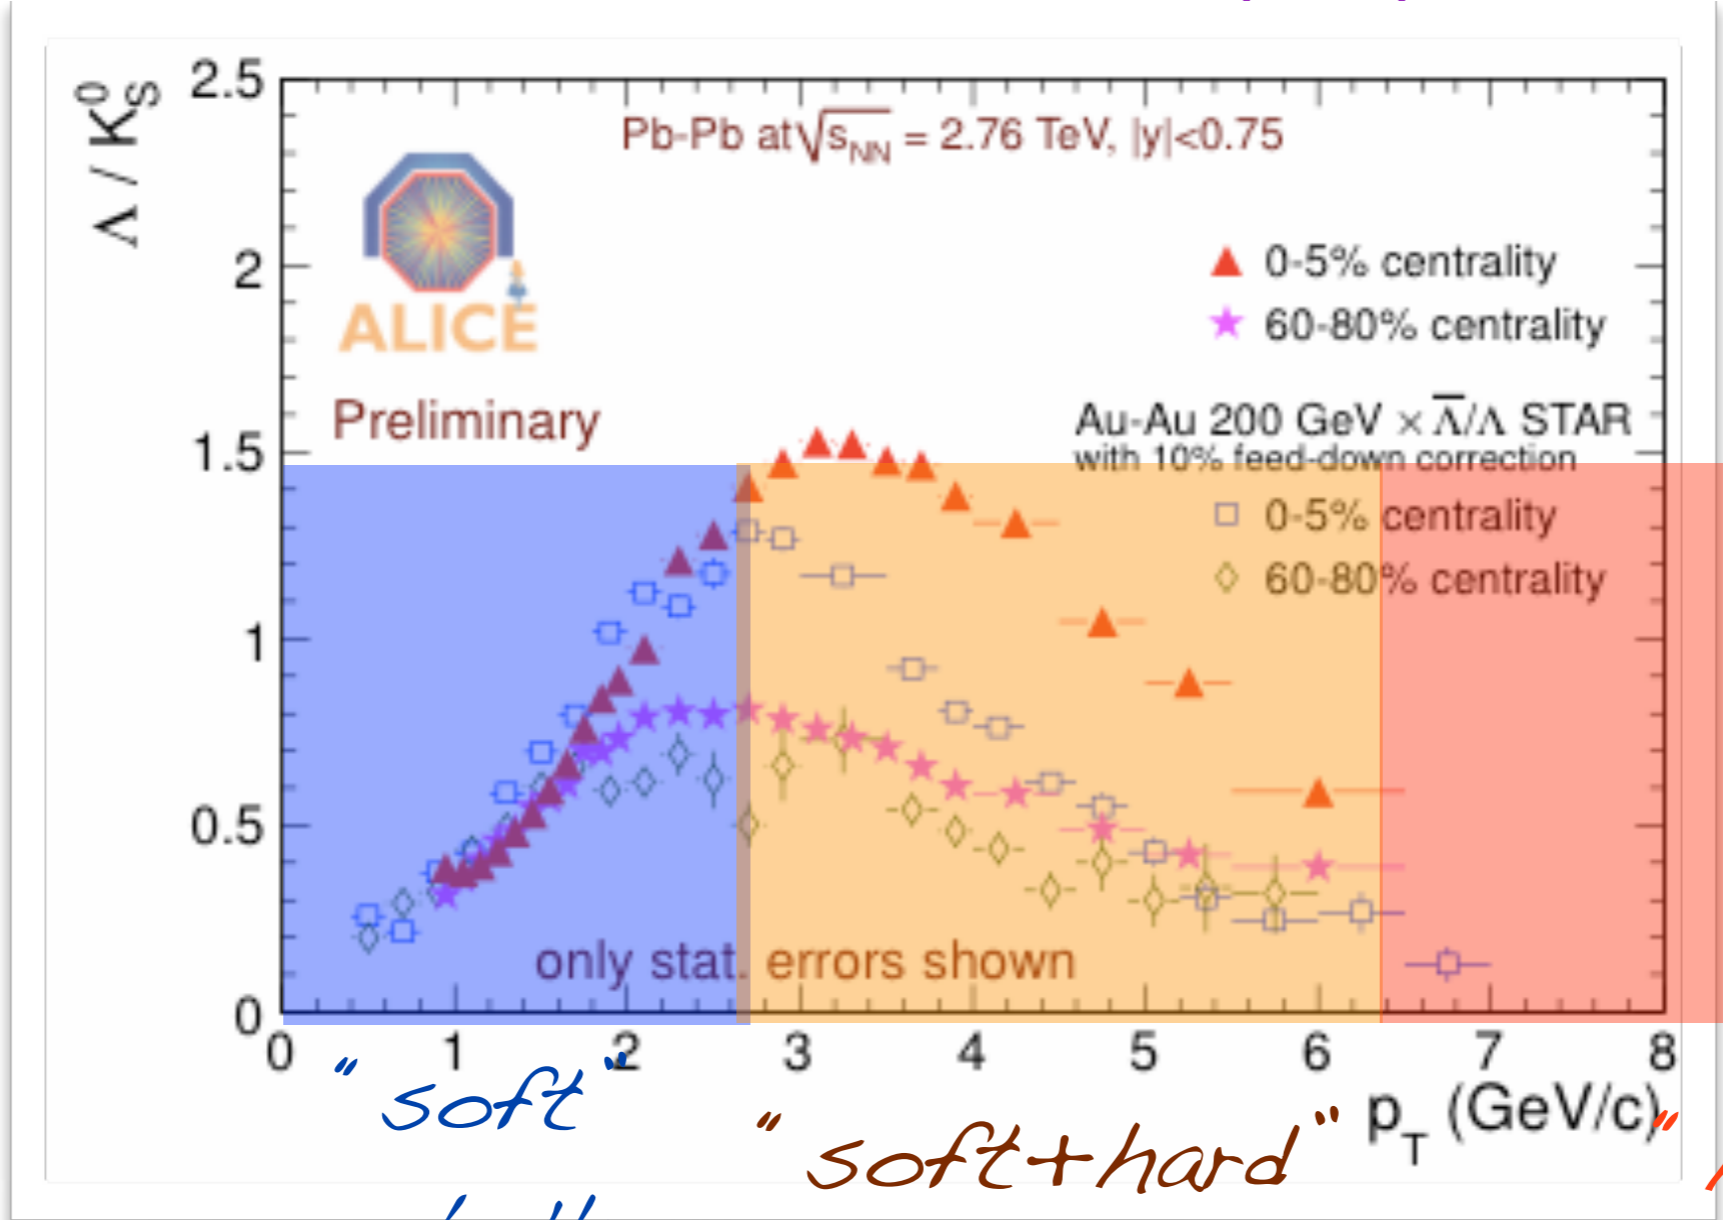 Λ / K⁰_S
2.5
2
1.5
1
0.5
0
Pb-Pb at √s_NN = 2.76 TeV, |y|<0.75
ALICE
Preliminary
0-5% centrality
60-80% centrality
Au-Au 200 GeV × Λ̅/Λ STAR
with 10% feed-down correction
0-5% centrality
60-80% centrality
only stat. errors shown
0 1 2 3 4 5 6 7 8
p_T (GeV/c)
"soft"
"soft+hard"
"